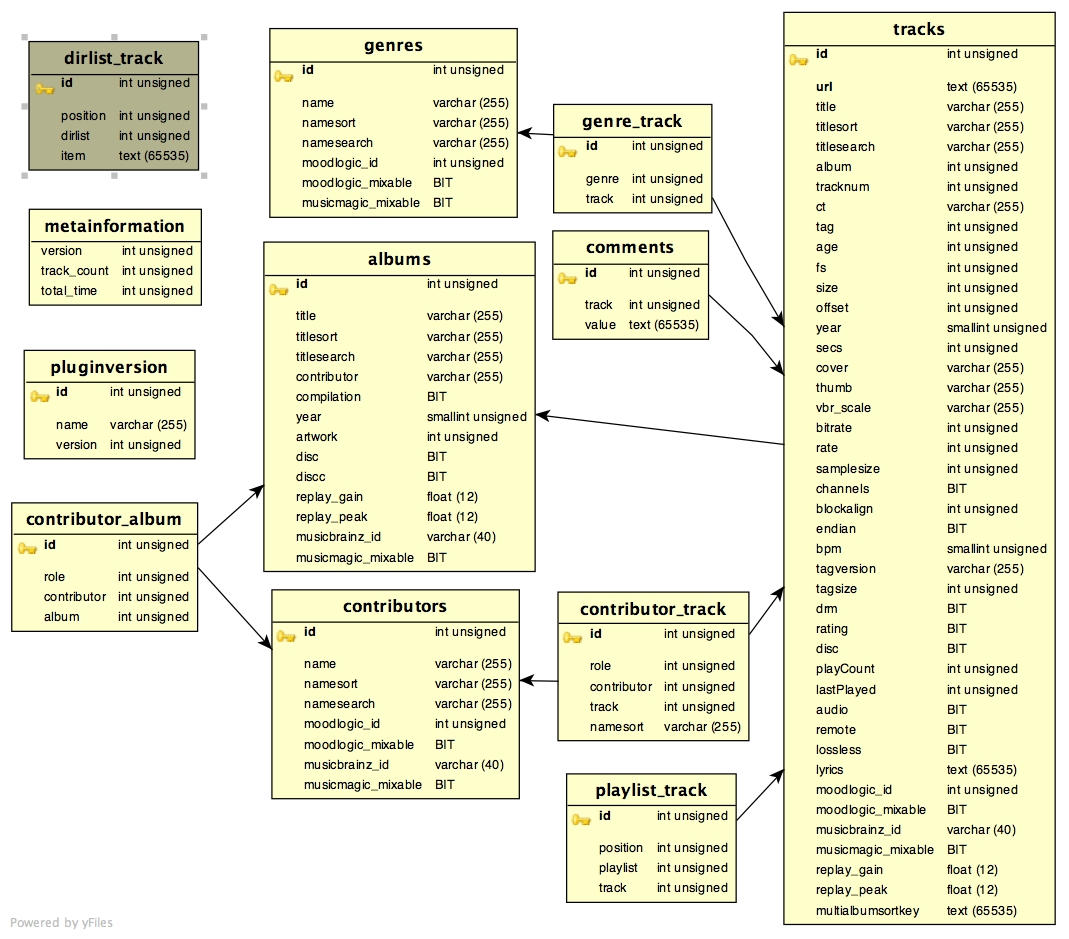 dirlist_track
id int unsigned
position int unsigned
dirlist int unsigned
item text (65535)
metainformation
version int unsigned
track_count int unsigned
total_time int unsigned
pluginversion
id int unsigned
name varchar (255)
version int unsigned
contributor_album
id int unsigned
role int unsigned
contributor int unsigned
album int unsigned
genres
id int unsigned
name varchar (255)
namesort varchar (255)
namesearch varchar (255)
moodlogic_id int unsigned
moodlogic_mixable BIT
musicmagic_mixable BIT
albums
id int unsigned
title varchar (255)
titlesort varchar (255)
titlesearch varchar (255)
contributor varchar (255)
compilation BIT
year smallint unsigned
artwork int unsigned
disc BIT
discc BIT
replay_gain float (12)
replay_peak float (12)
musicbrainz_id varchar (40)
musicmagic_mixable BIT
contributors
id int unsigned
name varchar (255)
namesort varchar (255)
namesearch varchar (255)
moodlogic_id int unsigned
moodlogic_mixable BIT
musicbrainz_id varchar (40)
musicmagic_mixable BIT
genre_track
id int unsigned
genre int unsigned
track int unsigned
comments
id int unsigned
track int unsigned
value text (65535)
contributor_track
id int unsigned
role int unsigned
contributor int unsigned
track int unsigned
namesort varchar (255)
playlist_track
id int unsigned
position int unsigned
playlist int unsigned
track int unsigned
tracks
id int unsigned
url text (65535)
title varchar (255)
titlesort varchar (255)
titlesearch varchar (255)
album int unsigned
tracknum int unsigned
ct varchar (255)
tag int unsigned
age int unsigned
fs int unsigned
size int unsigned
offset int unsigned
year smallint unsigned
secs int unsigned
cover varchar (255)
thumb varchar (255)
vbr_scale varchar (255)
bitrate int unsigned
rate int unsigned
samplesize int unsigned
channels BIT
blockalign int unsigned
endian BIT
bpm smallint unsigned
tagversion varchar (255)
tagsize int unsigned
drm BIT
rating BIT
disc BIT
playCount int unsigned
lastPlayed int unsigned
audio BIT
remote BIT
lossless BIT
lyrics text (65535)
moodlogic_id int unsigned
moodlogic_mixable BIT
musicbrainz_id varchar (40)
musicmagic_mixable BIT
replay_gain float (12)
replay_peak float (12)
multialbumsortkey text (65535)
Powered by yFiles